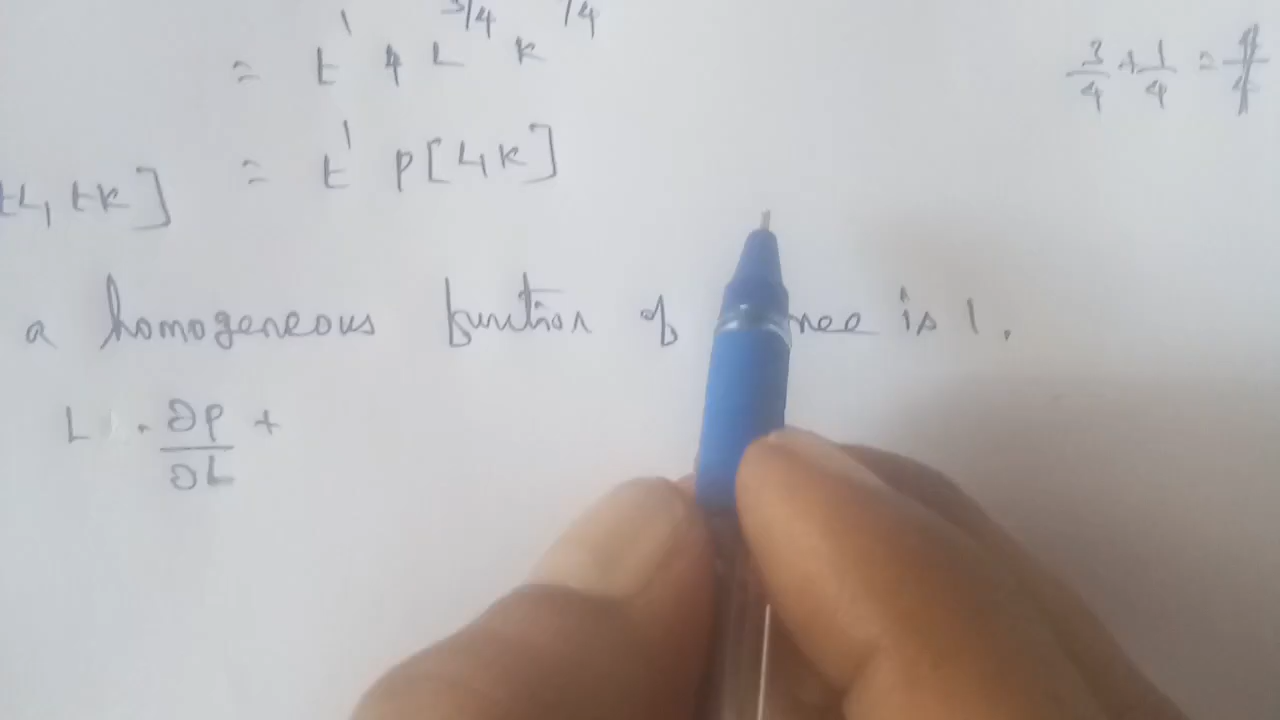 = t¹ 4 L^3/4 K^1/4
3/4 + 1/4 = 4/4
tL, tK] = t¹ P[L, K]
a homogeneous function of is 1.
L . ∂P/∂L +